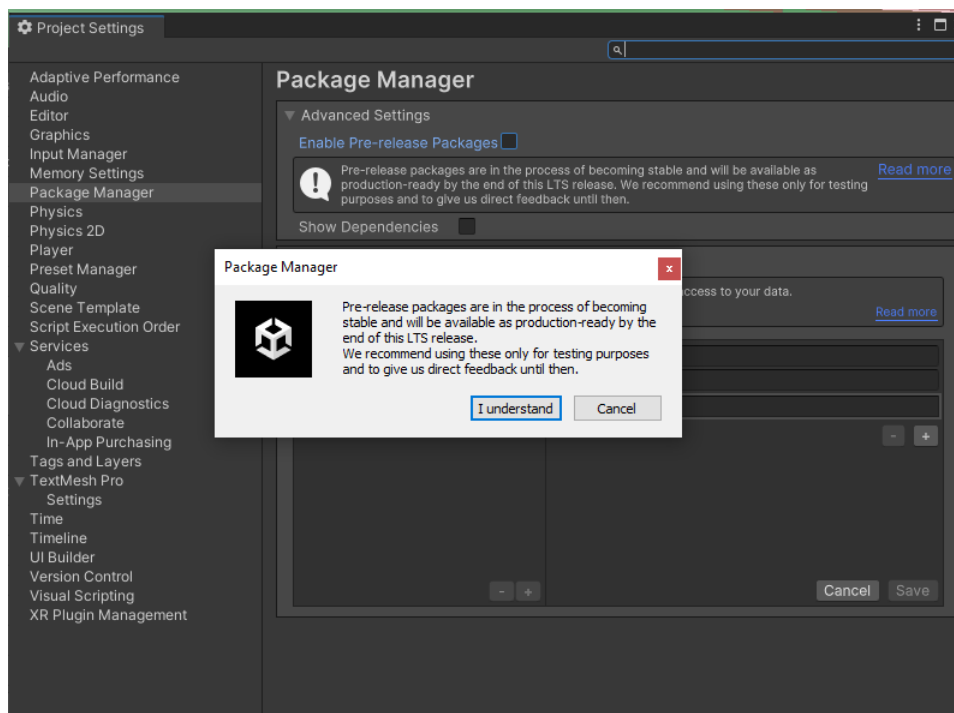 Project Settings
Adaptive Performance
Audio
Editor
Graphics
Input Manager
Memory Settings
Package Manager
Physics
Physics 2D
Player
Preset Manager
Quality
Scene Template
Script Execution Order
Services
Ads
Cloud Build
Cloud Diagnostics
Collaborate
In-App Purchasing
Tags and Layers
TextMesh Pro
Settings
Time
Timeline
UI Builder
Version Control
Visual Scripting
XR Plugin Management
Package Manager
Advanced Settings
Enable Pre-release Packages
Pre-release packages are in the process of becoming stable and will be available as
production-ready by the end of this LTS release. We recommend using these only for testing
purposes and to give us direct feedback until then.
Read more
Show Dependencies
access to your data.
Read more
Package Manager
x
Pre-release packages are in the process of becoming
stable and will be available as production-ready by the
end of this LTS release.
We recommend using these only for testing purposes
and to give us direct feedback until then.
I understand
Cancel
- +
- +
Cancel
Save